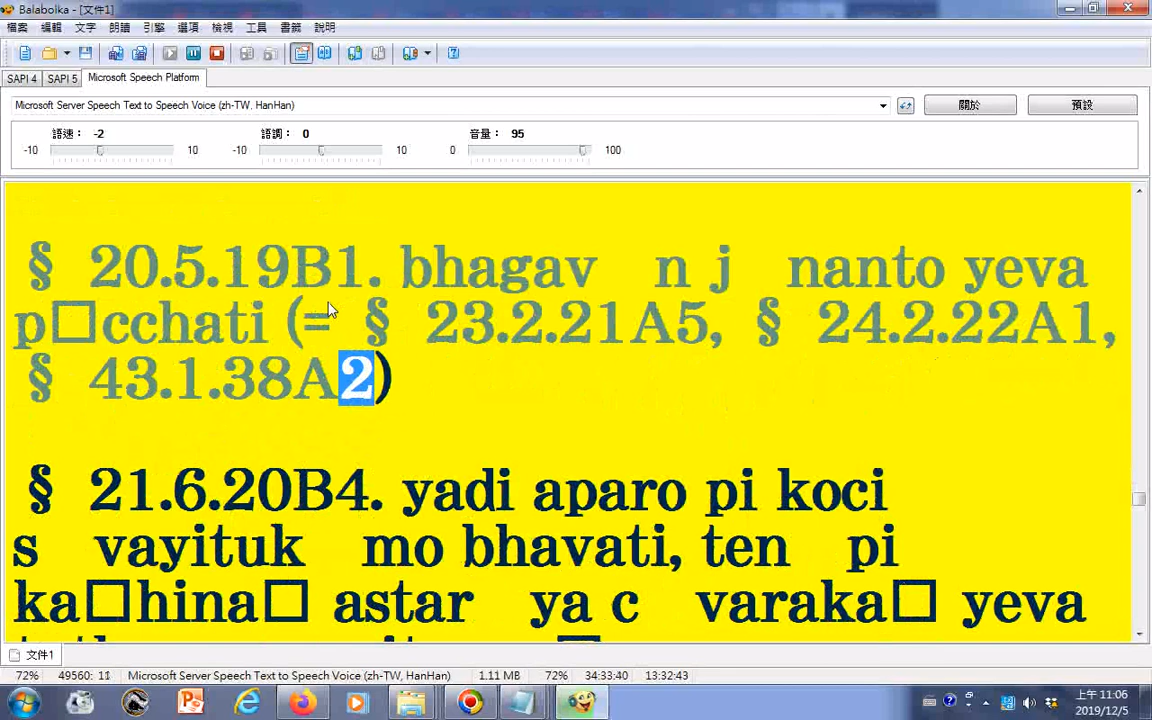 Balabolka - [文件1]
檔案 編輯 文字 朗讀 引擎 選項 檢視 工具 書籤 說明
SAPI 4 SAPI 5 Microsoft Speech Platform
Microsoft Server Speech Text to Speech Voice (zh-TW, HanHan) 關於 預設
語速： -2 語調： 0 音量： 95
-10 10 -10 10 0 100
§ 20.5.19B1. bhagav n j nanto yeva
p□cchati (= § 23.2.21A5, § 24.2.22A1,
§ 43.1.38A2)
§ 21.6.20B4. yadi aparo pi koci
s vayituk mo bhavati, ten pi
ka□hina□ astar ya c varaka□ yeva
文件1
72% 49560: 11 Microsoft Server Speech Text to Speech Voice (zh-TW, HanHan) 1.11 MB 72% 34:33:40 13:32:43
上午 11:06
2019/12/5